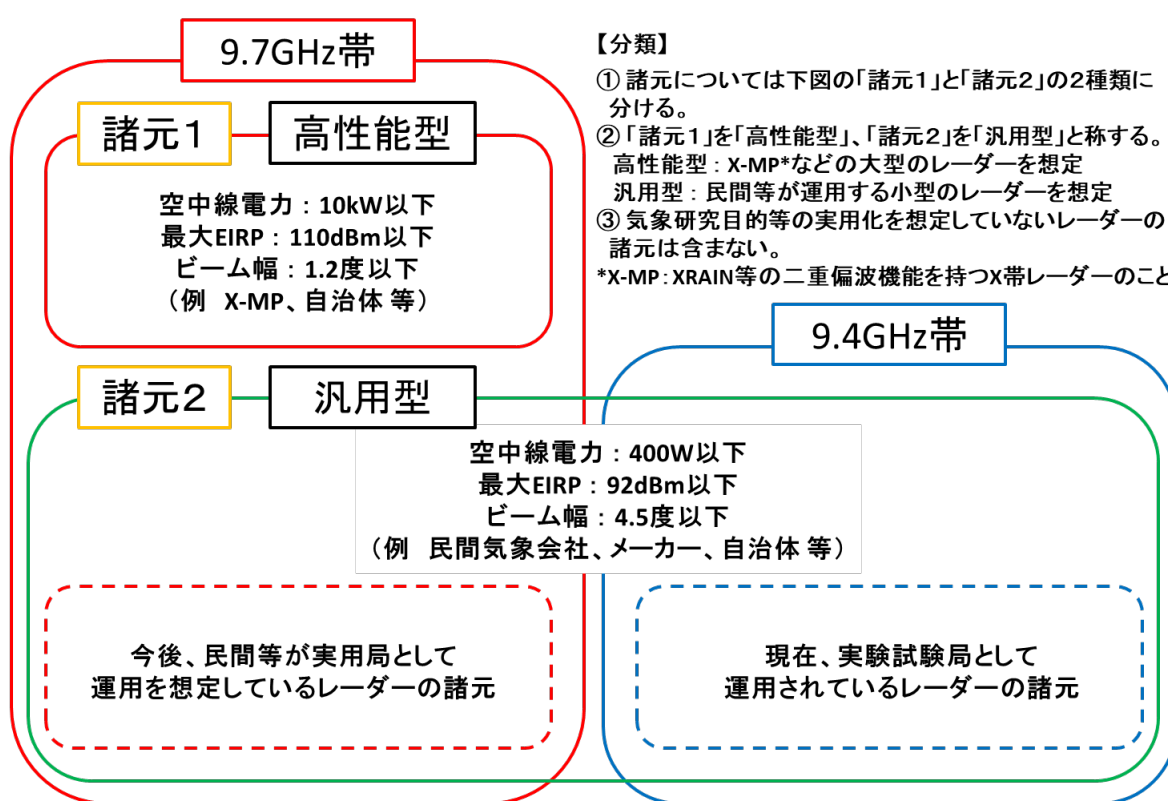 9.7GHz帯
諸元1
高性能型
空中線電力：10kW以下
最大EIRP：110dBm以下
ビーム幅：1.2度以下
（例 X-MP、自治体 等）
【分類】
① 諸元については下図の「諸元1」と「諸元2」の2種類に
分ける。
②「諸元1」を「高性能型」、「諸元2」を「汎用型」と称する。
高性能型：X-MP*などの大型のレーダーを想定
汎用型：民間等が運用する小型のレーダーを想定
③ 気象研究目的等の実用化を想定していないレーダーの
諸元は含まない。
*X-MP：XRAIN等の二重偏波機能を持つX帯レーダーのこと
9.4GHz帯
諸元２
汎用型
空中線電力：400W以下
最大EIRP：92dBm以下
ビーム幅：4.5度以下
（例 民間気象会社、メーカー、自治体 等）
今後、民間等が実用局として
運用を想定しているレーダーの諸元
現在、実験試験局として
運用されているレーダーの諸元